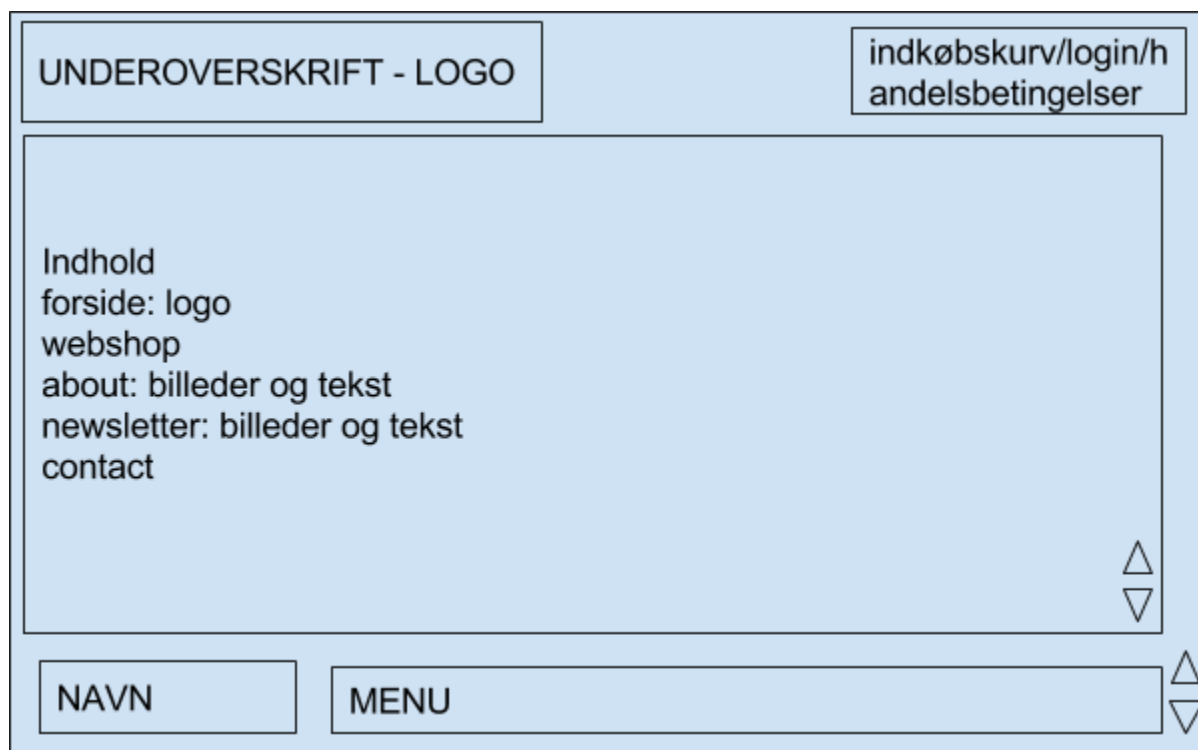 UNDEROVERSKRIFT - LOGO
indkøbskurv/login/h
andelsbetingelser
Indhold
forside: logo
webshop
about: billeder og tekst
newsletter: billeder og tekst
contact
NAVN
MENU